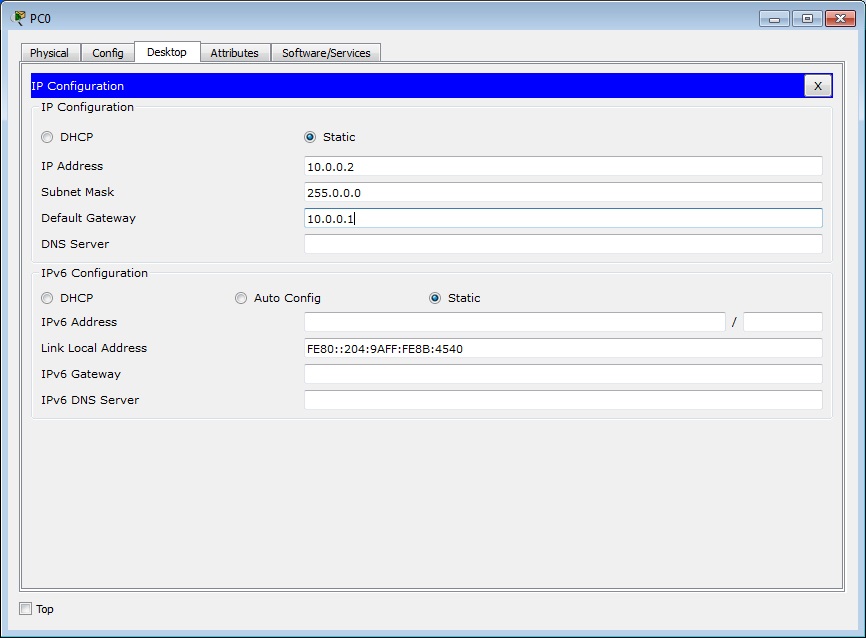 PC0
Physical Config Desktop Attributes Software/Services
IP Configuration X
IP Configuration
DHCP Static
IP Address 10.0.0.2
Subnet Mask 255.0.0.0
Default Gateway 10.0.0.1
DNS Server
IPv6 Configuration
DHCP Auto Config Static
IPv6 Address /
Link Local Address FE80::204:9AFF:FE8B:4540
IPv6 Gateway
IPv6 DNS Server
Top